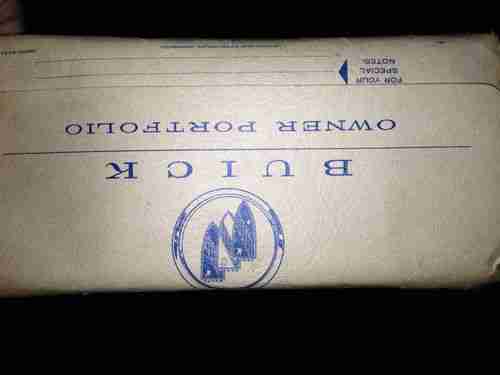 BUICK
OWNER PORTFOLIO
FOR YOUR
SPECIAL
NOTES: